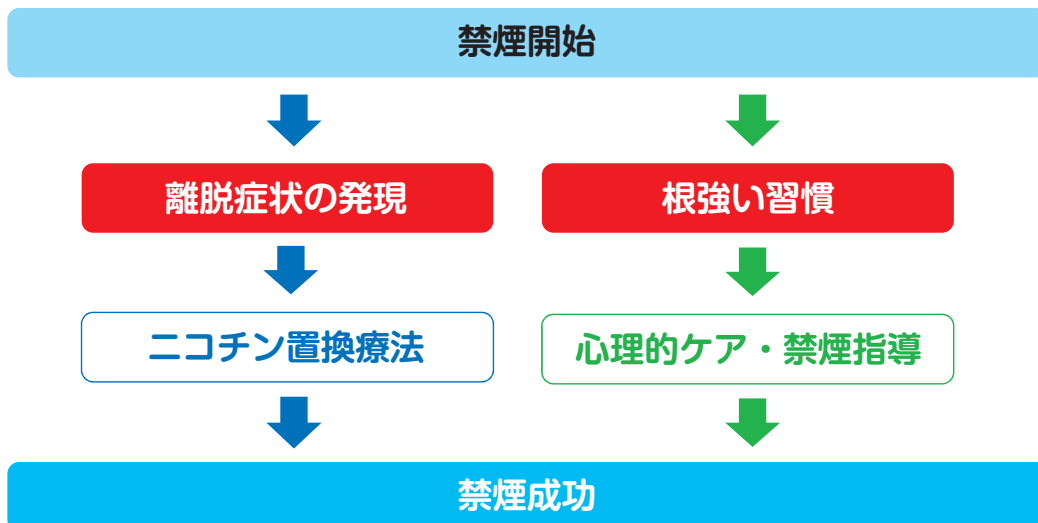 禁煙開始
離脱症状の発現
根強い習慣
ニコチン置換療法
心理的ケア・禁煙指導
禁煙成功